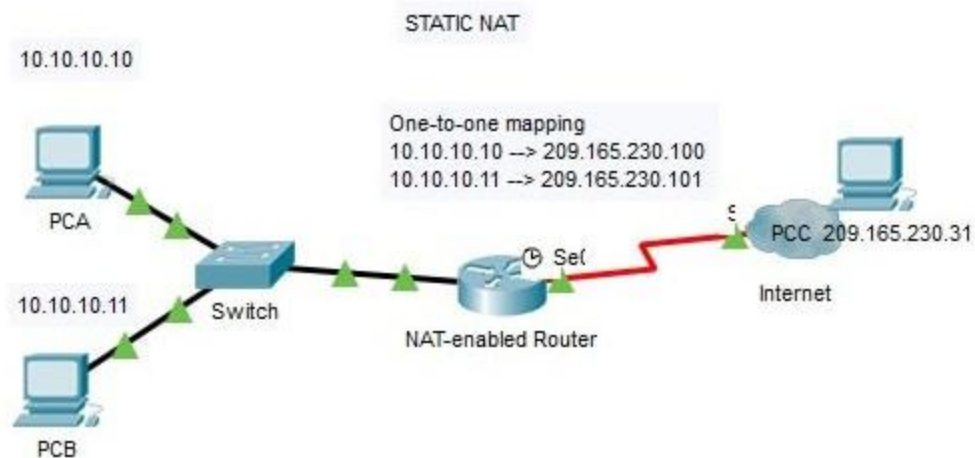 STATIC NAT
10.10.10.10
One-to-one mapping
10.10.10.10 --> 209.165.230.100
10.10.10.11 --> 209.165.230.101
PCA
PCC 209.165.230.31
Internet
10.10.10.11
Switch
NAT-enabled Router
PCB